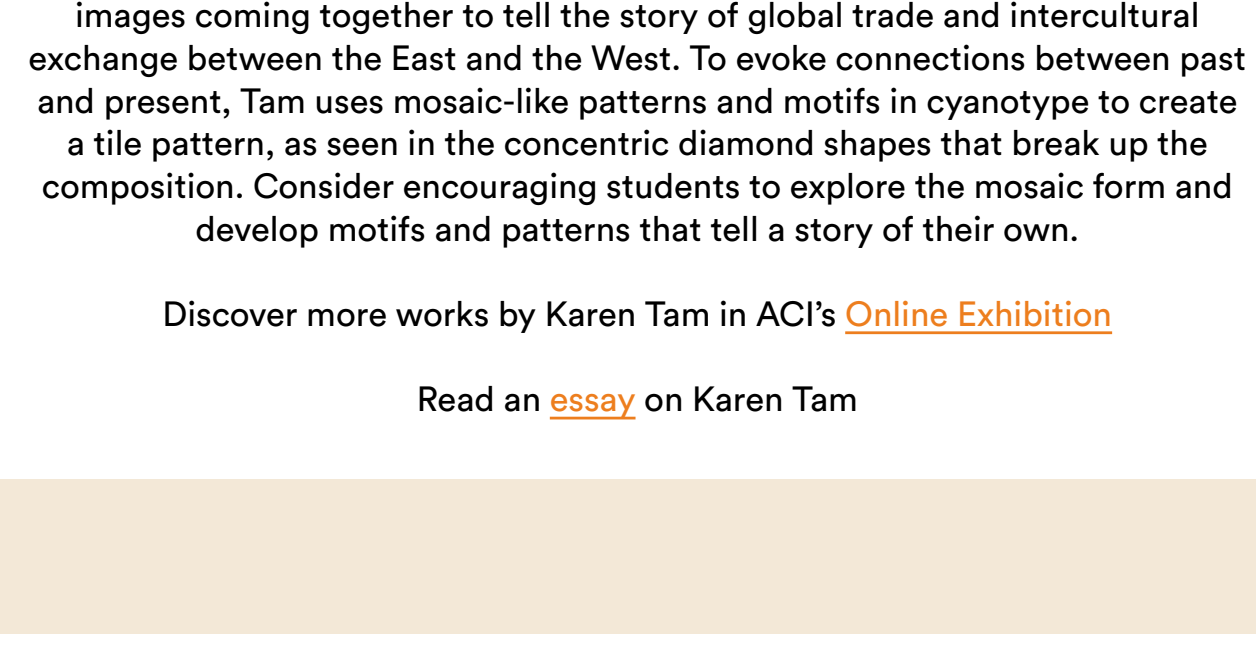 images coming together to tell the story of global trade and intercultural
exchange between the East and the West. To evoke connections between past
and present, Tam uses mosaic-like patterns and motifs in cyanotype to create
a tile pattern, as seen in the concentric diamond shapes that break up the
composition. Consider encouraging students to explore the mosaic form and
develop motifs and patterns that tell a story of their own.
Discover more works by Karen Tam in ACI’s Online Exhibition
Read an essay on Karen Tam